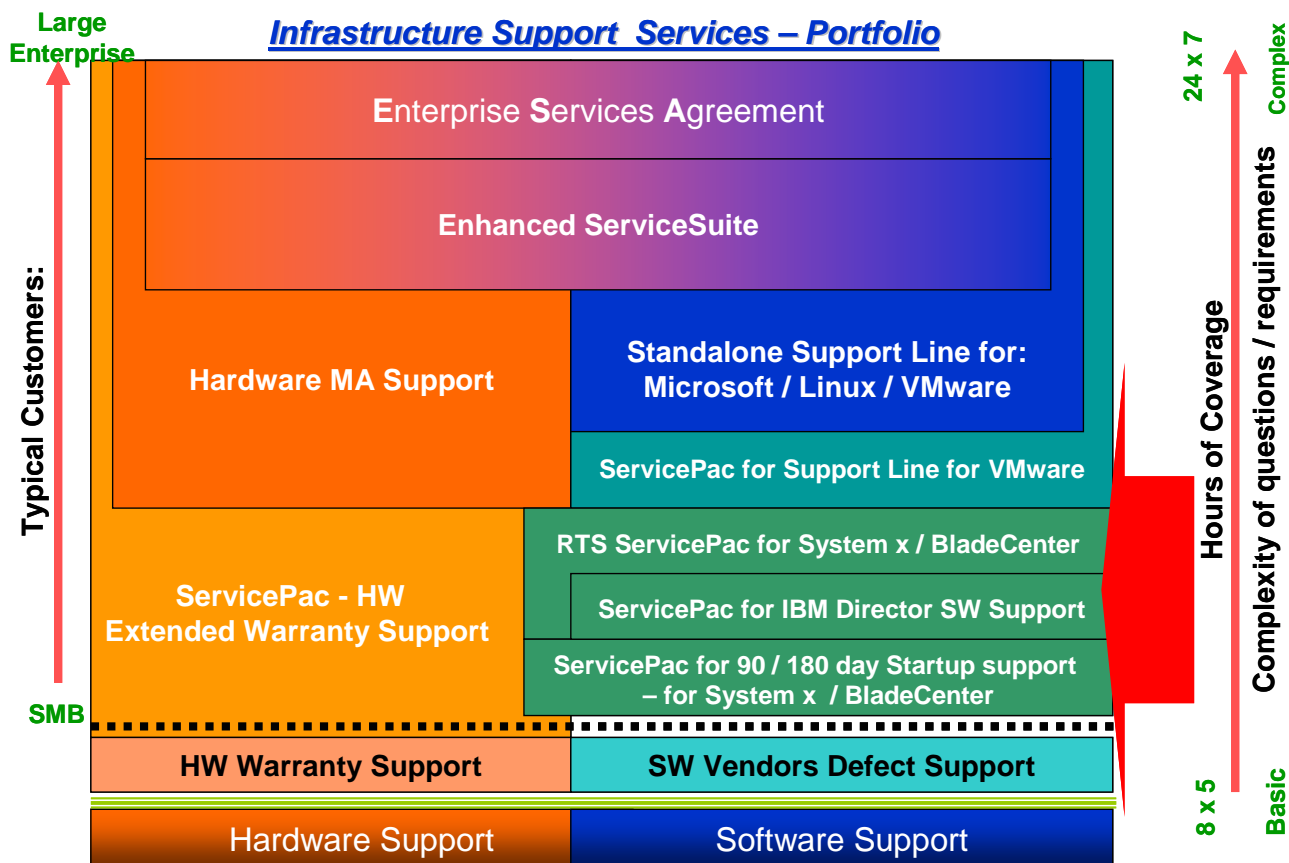 Infrastructure Support Services – Portfolio
Large
Enterprise
Typical Customers:
SMB
Enterprise Services Agreement
Enhanced ServiceSuite
Hardware MA Support
Standalone Support Line for:
Microsoft / Linux / VMware
ServicePac for Support Line for VMware
RTS ServicePac for System x / BladeCenter
ServicePac - HW
Extended Warranty Support
ServicePac for IBM Director SW Support
ServicePac for 90 / 180 day Startup support
– for System x / BladeCenter
HW Warranty Support
SW Vendors Defect Support
Hardware Support
Software Support
24 x 7
Hours of Coverage
8 x 5
Complex
Complexity of questions / requirements
Basic